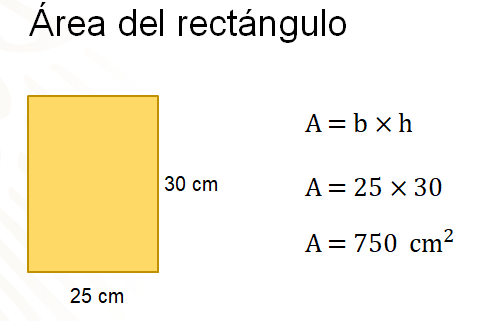 Área del rectángulo
A = b × h
30 cm
A = 25 × 30
A = 750 cm²
25 cm